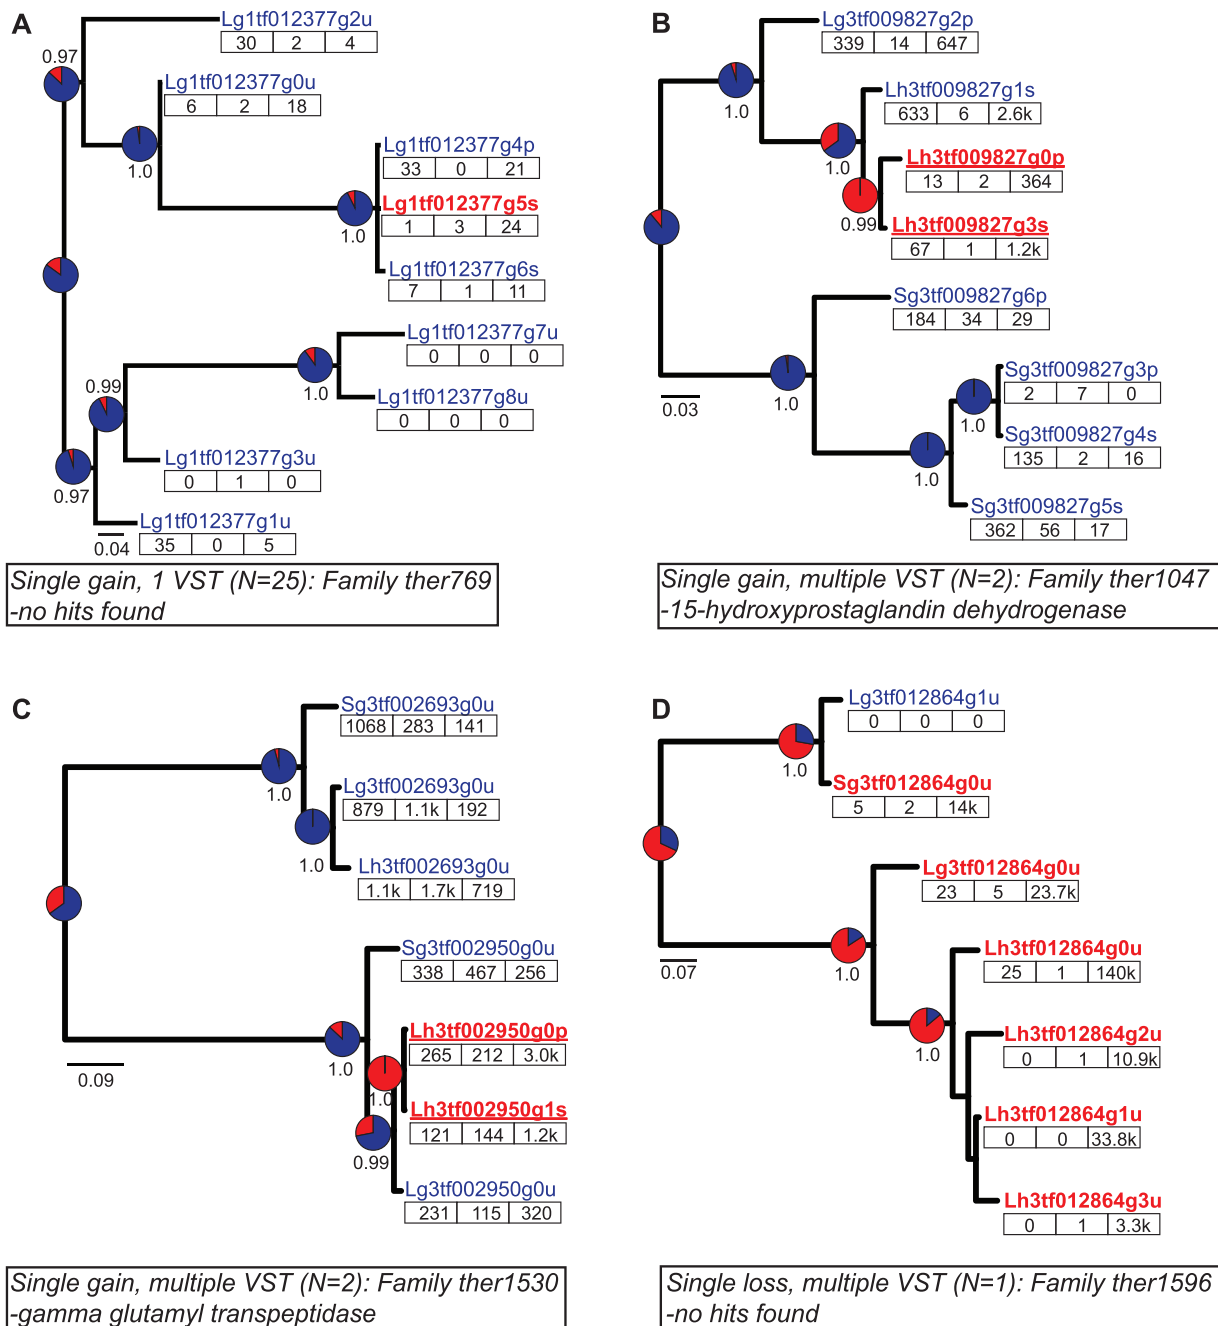 A
Lg1tf012377g2u
30 2 4
0.97
Lg1tf012377g0u
6 2 18
1.0
Lg1tf012377g4p
33 0 21
Lg1tf012377g5s
1 3 24
1.0
Lg1tf012377g6s
7 1 11
Lg1tf012377g7u
0 0 0
1.0
Lg1tf012377g8u
0 0 0
0.99
Lg1tf012377g3u
0 1 0
0.97
Lg1tf012377g1u
35 0 5
0.04
Single gain, 1 VST (N=25): Family ther769
-no hits found
B
Lg3tf009827g2p
339 14 647
1.0
Lh3tf009827g1s
633 6 2.6k
1.0
Lh3tf009827g0p
13 2 364
0.99
Lh3tf009827g3s
67 1 1.2k
Sg3tf009827g6p
184 34 29
1.0
Sg3tf009827g3p
2 7 0
1.0
Sg3tf009827g4s
135 2 16
1.0
Sg3tf009827g5s
362 56 17
0.03
Single gain, multiple VST (N=2): Family ther1047
-15-hydroxyprostaglandin dehydrogenase
C
Sg3tf002693g0u
1068 283 141
1.0
Lg3tf002693g0u
879 1.1k 192
1.0
Lh3tf002693g0u
1.1k 1.7k 719
Sg3tf002950g0u
338 467 256
1.0
Lh3tf002950g0p
265 212 3.0k
1.0
Lh3tf002950g1s
121 144 1.2k
0.99
Lg3tf002950g0u
231 115 320
0.09
Single gain, multiple VST (N=2): Family ther1530
-gamma glutamyl transpeptidase
D
Lg3tf012864g1u
0 0 0
1.0
Sg3tf012864g0u
5 2 14k
Lg3tf012864g0u
23 5 23.7k
1.0
Lh3tf012864g0u
25 1 140k
1.0
Lh3tf012864g2u
0 1 10.9k
Lh3tf012864g1u
0 0 33.8k
Lh3tf012864g3u
0 1 3.3k
0.07
Single loss, multiple VST (N=1): Family ther1596
-no hits found